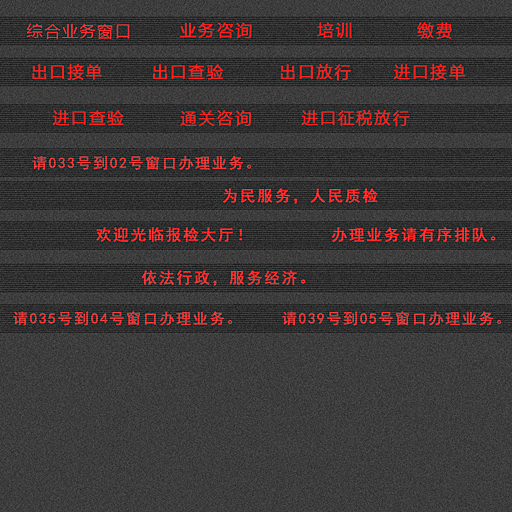 综合业务窗口 业务咨询 培训 缴费
出口接单 出口查验 出口放行 进口接单
进口查验 通关咨询 进口征税放行
请033号到02号窗口办理业务。
为民服务，人民质检
欢迎光临报检大厅！ 办理业务请有序排队。
依法行政，服务经济。
请035号到04号窗口办理业务。 请039号到05号窗口办理业务。